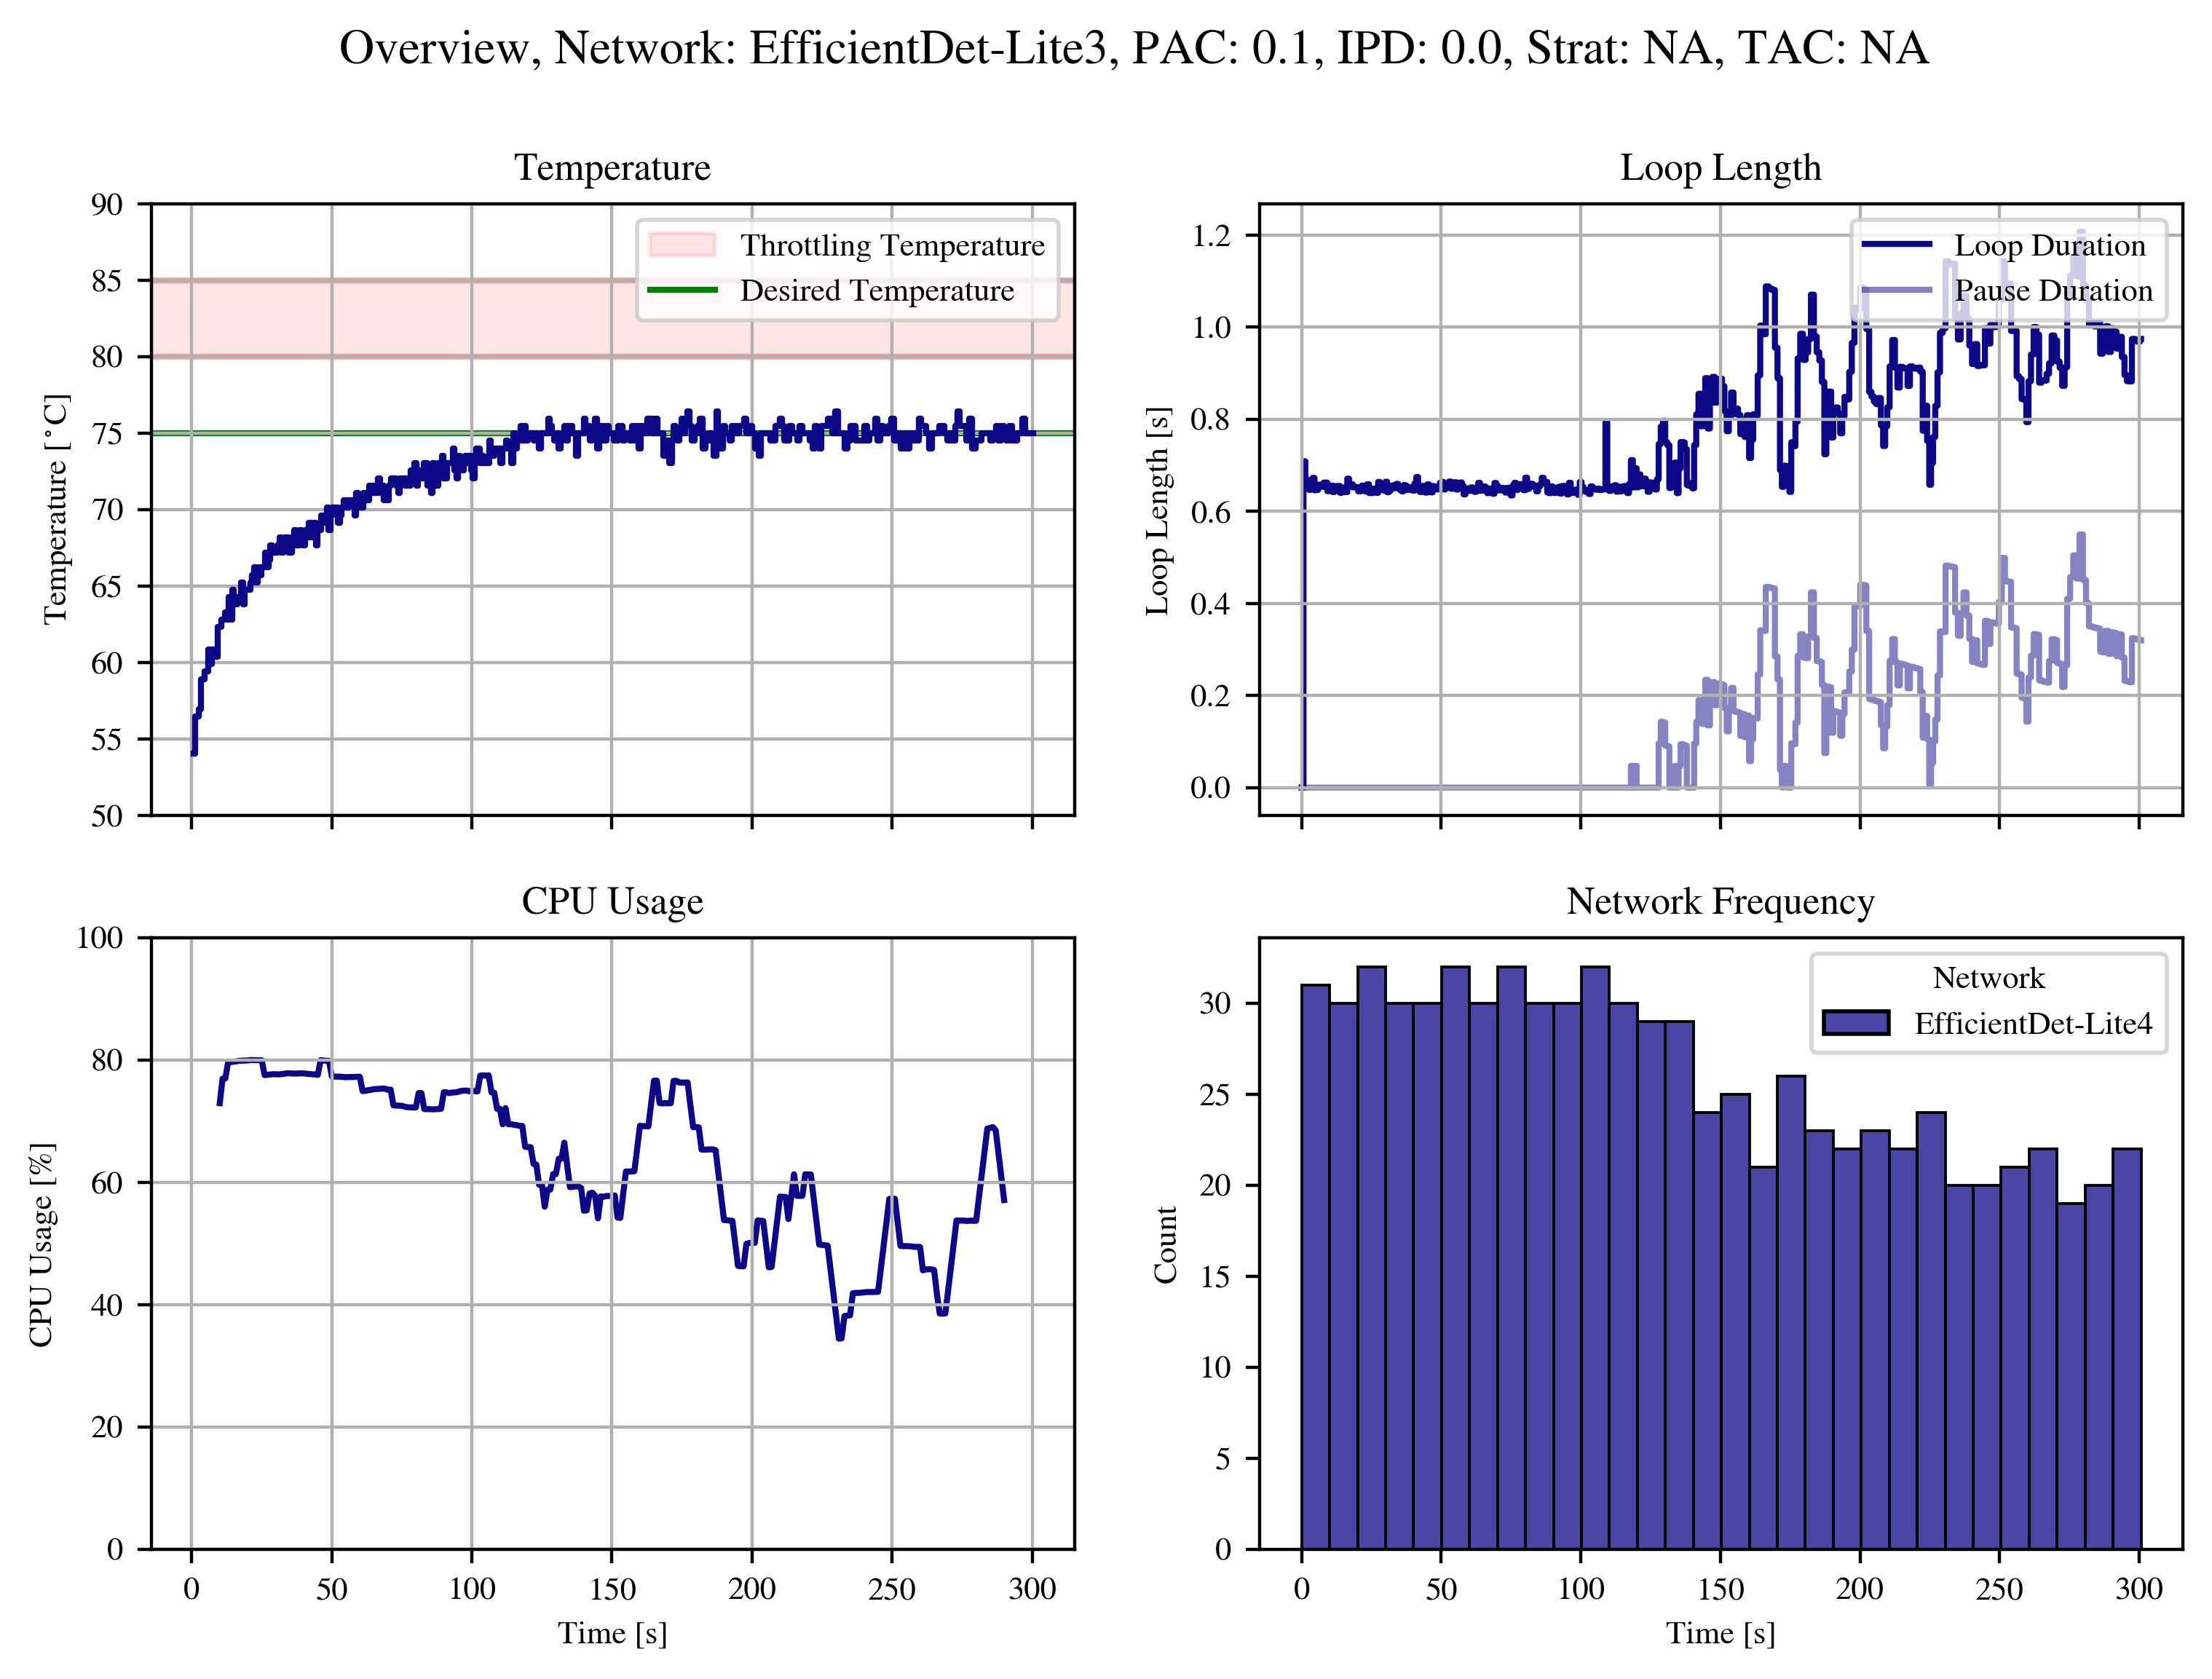 Overview, Network: EfficientDet-Lite3, PAC: 0.1, IPD: 0.0, Strat: NA, TAC: NA
Temperature
90
85
80
75
70
65
60
55
50
Temperature [°C]
Throttling Temperature
Desired Temperature
Loop Length
1.2
1.0
0.8
0.6
0.4
0.2
0.0
Loop Length [s]
Loop Duration
Pause Duration
CPU Usage
100
80
60
40
20
0
CPU Usage [%]
0 50 100 150 200 250 300
Time [s]
Network Frequency
30
25
20
15
10
5
0
Count
Network
EfficientDet-Lite4
0 50 100 150 200 250 300
Time [s]